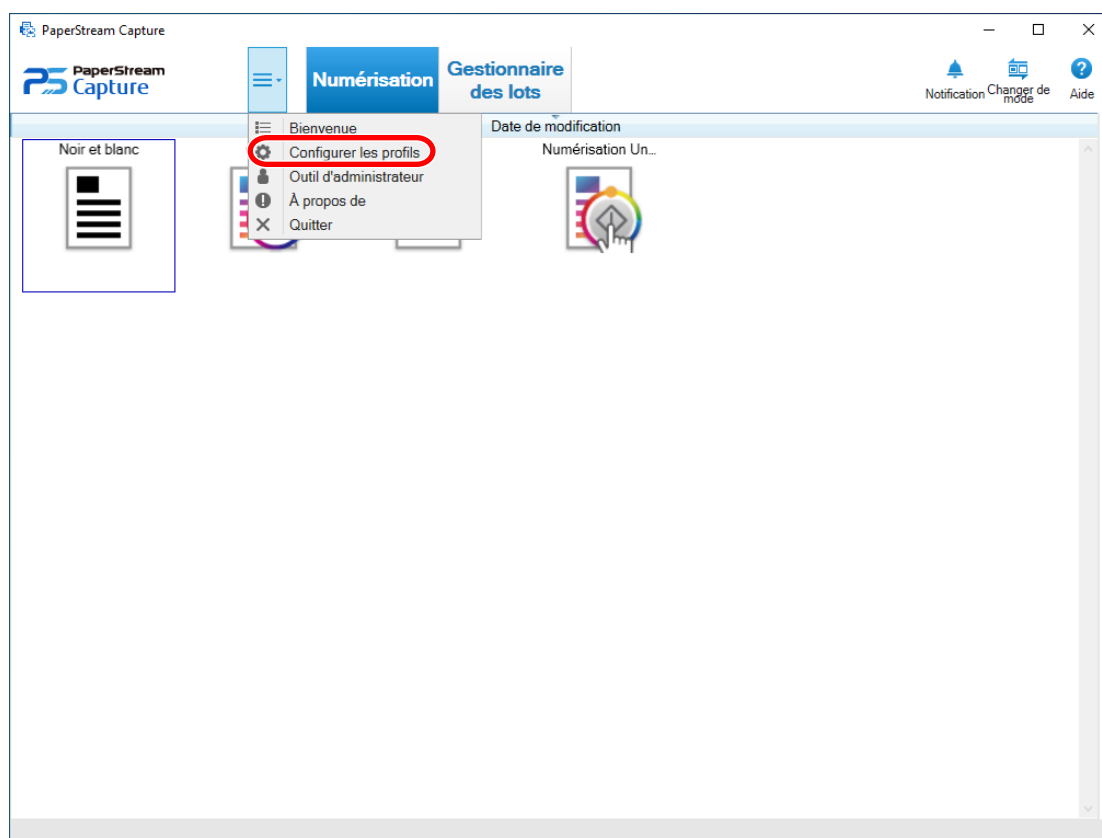 PaperStream Capture
PaperStream
Capture
Numérisation
Gestionnaire
des lots
Notification
Changer de
mode
Aide
Date de modification
Bienvenue
Configurer les profils
Outil d'administrateur
À propos de
Quitter
Noir et blanc
Numérisation Un...